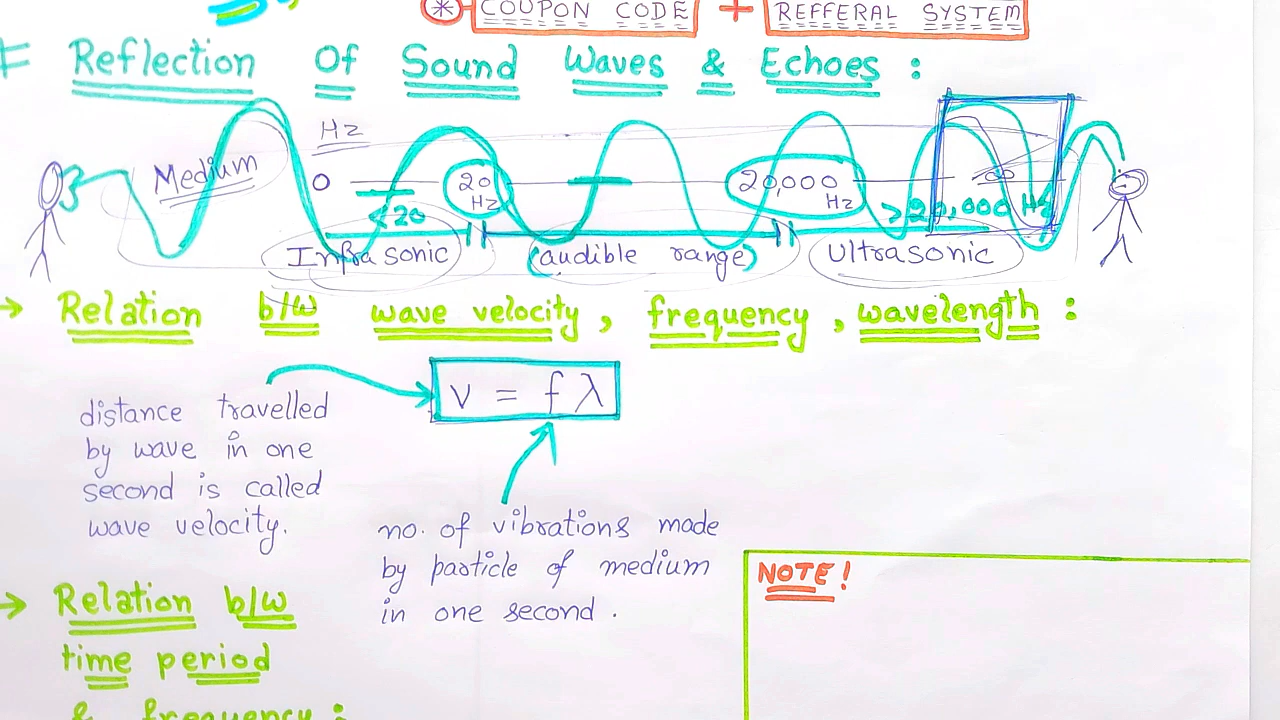 * COUPON CODE + REFFERAL SYSTEM
Reflection Of Sound Waves & Echoes :
Hz
Medium
0
20 Hz
20,000 Hz
∞
<20
>20,000 Hz
Infrasonic
(audible range)
Ultrasonic
→ Relation b/w wave velocity, frequency, wavelength :
v = f λ
distance travelled
by wave in one
second is called
wave velocity.
no. of vibrations made
by particle of medium
in one second .
NOTE !
→ Relation b/w
time period
& frequency :